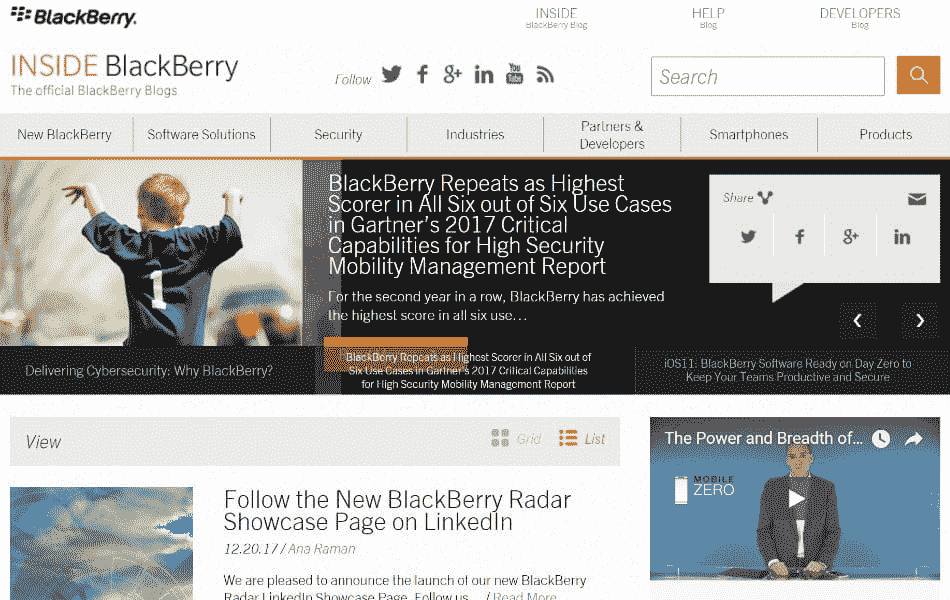 BlackBerry.
INSIDE
BlackBerry Blog
HELP
Blog
DEVELOPERS
Blog
INSIDE BlackBerry
The official BlackBerry Blogs
Follow
You
Tube
Search
New BlackBerry
Software Solutions
Security
Industries
Partners &
Developers
Smartphones
Products
1
BlackBerry Repeats as Highest
Scorer in All Six out of Six Use Cases
in Gartner's 2017 Critical
Capabilities for High Security
Mobility Management Report
For the second year in a row, BlackBerry has achieved
the highest score in all six use…
Share
Delivering Cybersecurity: Why BlackBerry?
BlackBerry Repeats as Highest Scorer in All Six out of
Six Use Cases in Gartner's 2017 Critical Capabilities
for High Security Mobility Management Report
iOS11: BlackBerry Software Ready on Day Zero to
Keep Your Teams Productive and Secure
View
Grid
List
The Power and Breadth of...
MOBILE
ZERO
Follow the New BlackBerry Radar
Showcase Page on LinkedIn
12.20.17 / Ana Raman
We are pleased to announce the launch of our new BlackBerry
Radar LinkedIn Showcase Page. Follow us … / Read More